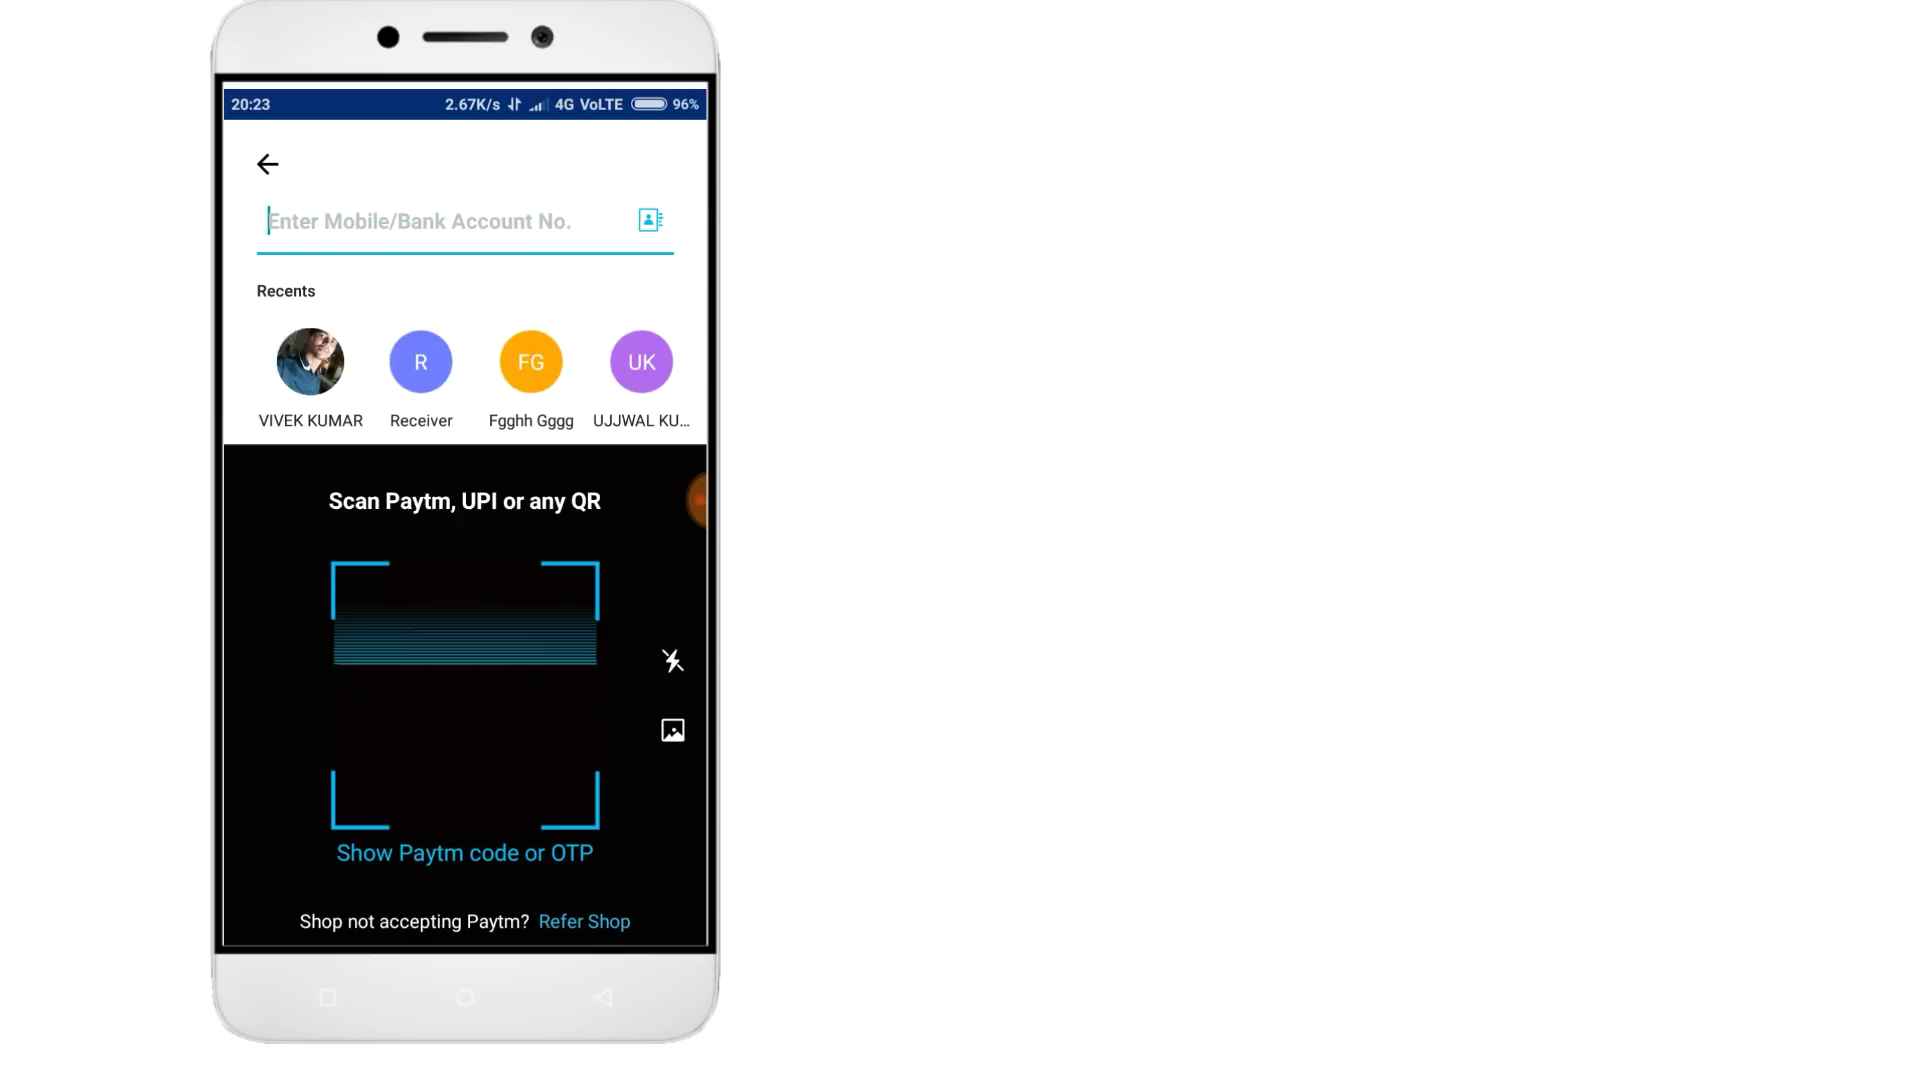 20:23 2.67K/s 4G VoLTE 96%
Enter Mobile/Bank Account No.
Recents
R FG UK
VIVEK KUMAR Receiver Fgghh Gggg UJJWAL KU...
Scan Paytm, UPI or any QR
Show Paytm code or OTP
Shop not accepting Paytm? Refer Shop